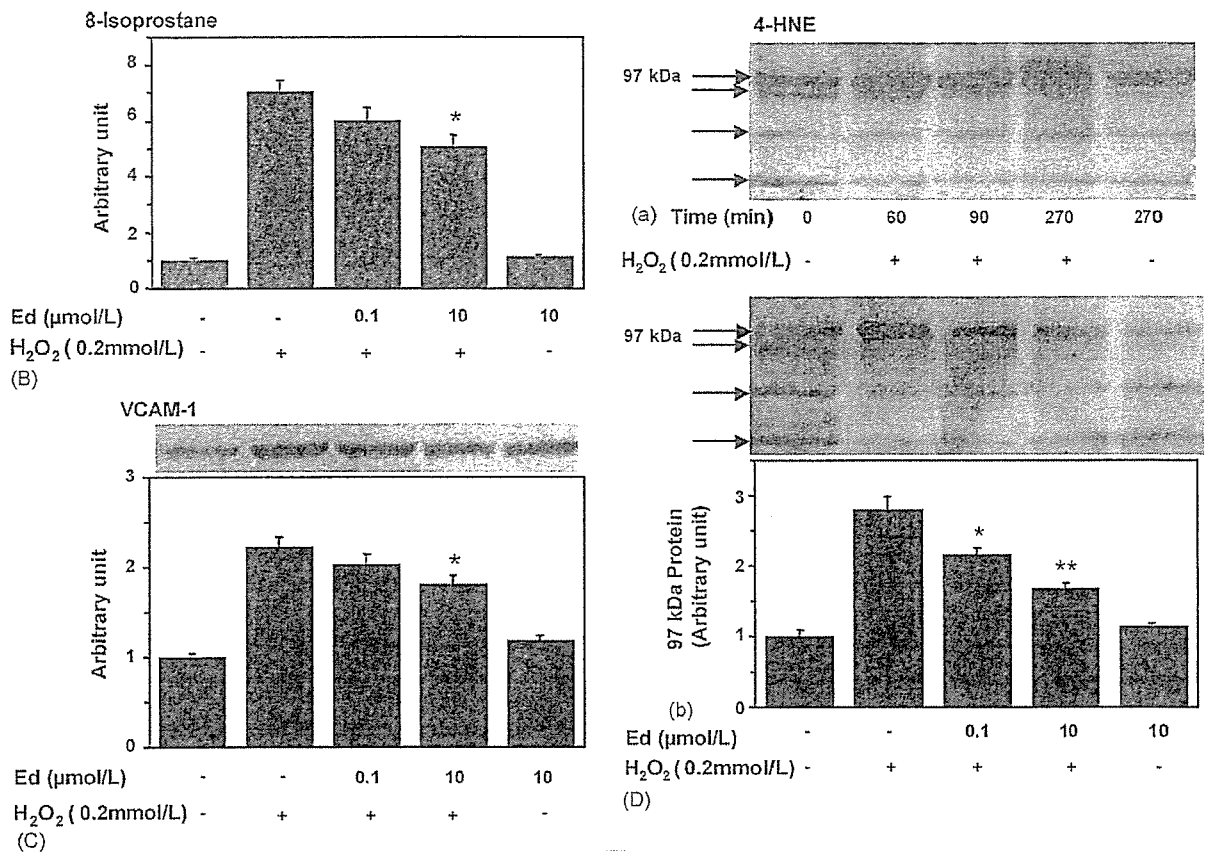 8-Isoprostane
8
6
4
2
0
Arbitrary unit
Ed (µmol/L) - - 0.1 10 10
H₂O₂ ( 0.2mmol/L) - + + + -
*
(B)
VCAM-1
3
2
1
0
Arbitrary unit
*
Ed (µmol/L) - - 0.1 10 10
H₂O₂ ( 0.2mmol/L) - + + + -
(C)
4-HNE
97 kDa
(a) Time (min) 0 60 90 270 270
H₂O₂ ( 0.2mmol/L) - + + + -
97 kDa
3
2
1
0
97 kDa Protein
(Arbitrary unit)
*
**
(b)
Ed (µmol/L) - - 0.1 10 10
H₂O₂ ( 0.2mmol/L) - + + + -
(D)